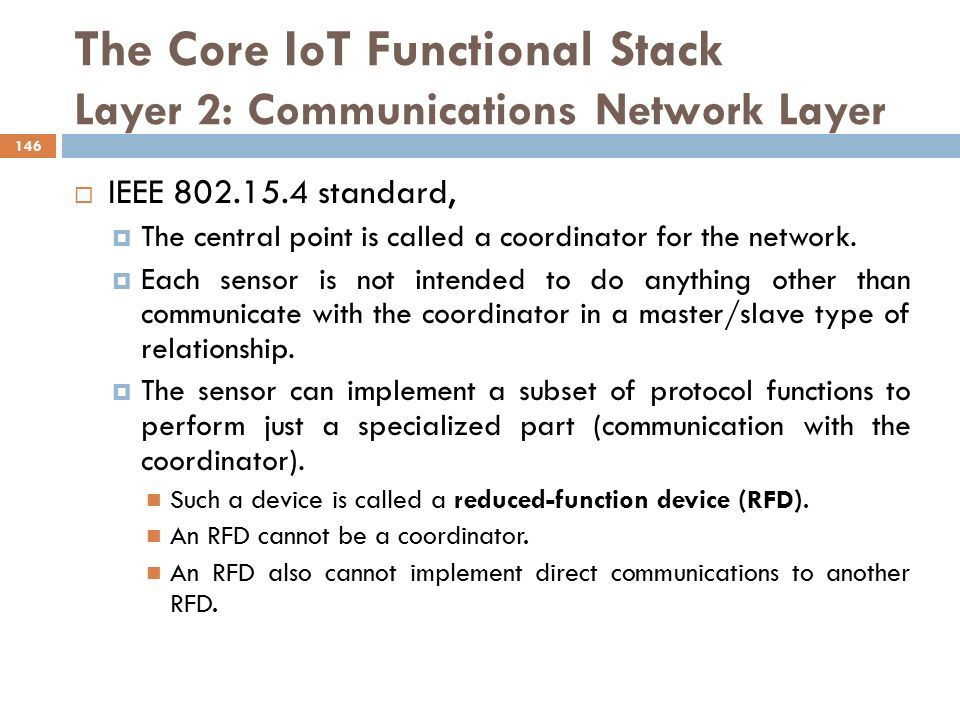 The Core IoT Functional Stack
Layer 2: Communications Network Layer
146
IEEE 802.15.4 standard,
The central point is called a coordinator for the network.
Each sensor is not intended to do anything other than
communicate with the coordinator in a master/slave type of
relationship.
The sensor can implement a subset of protocol functions to
perform just a specialized part (communication with the
coordinator).
Such a device is called a reduced-function device (RFD).
An RFD cannot be a coordinator.
An RFD also cannot implement direct communications to another
RFD.